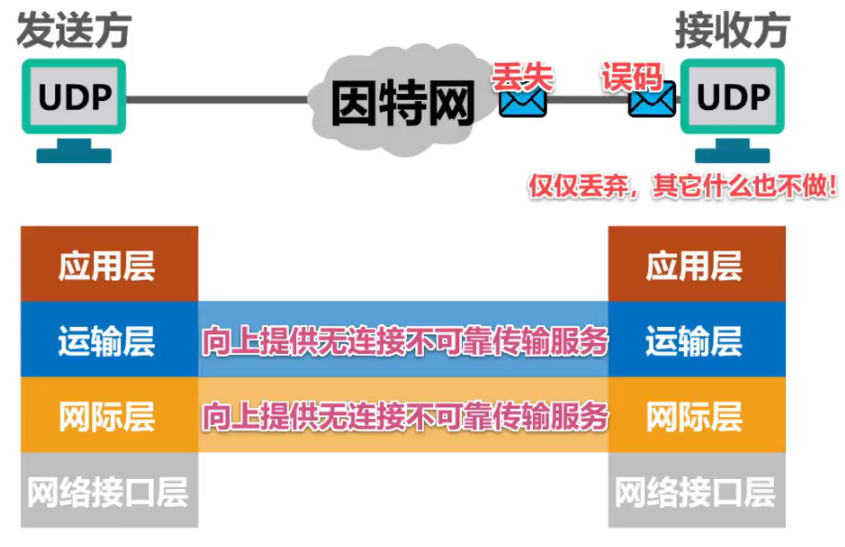 发送方
接收方
UDP
因特网
丢失
误码
UDP
仅仅丢弃，其它什么也不做！
应用层
应用层
运输层
向上提供无连接不可靠传输服务
运输层
网际层
向上提供无连接不可靠传输服务
网际层
网络接口层
网络接口层